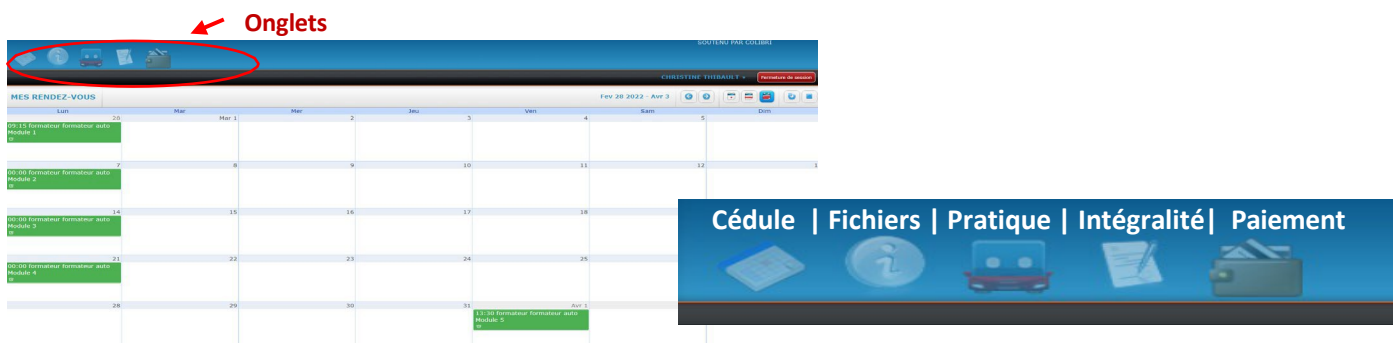 Onglets
SOUTENU PAR COLIBRI
CHRISTINE THIBAULT
Fermeture de session
MES RENDEZ-VOUS
Fev 28 2022 - Avr 3
Lun Mar Mer Jeu Ven Sam Dim
28 Mar 1 2 3 4 5
09:15 formateur formateur auto
Module 1
7 8 9 10 11 12 1
00:00 formateur formateur auto
Module 2
14 15 16 17 18
00:00 formateur formateur auto
Module 3
21 22 23 24 25
00:00 formateur formateur auto
Module 4
28 29 30 31 Avr 1
13:30 formateur formateur auto
Module 5
Cédule | Fichiers | Pratique | Intégralité| Paiement